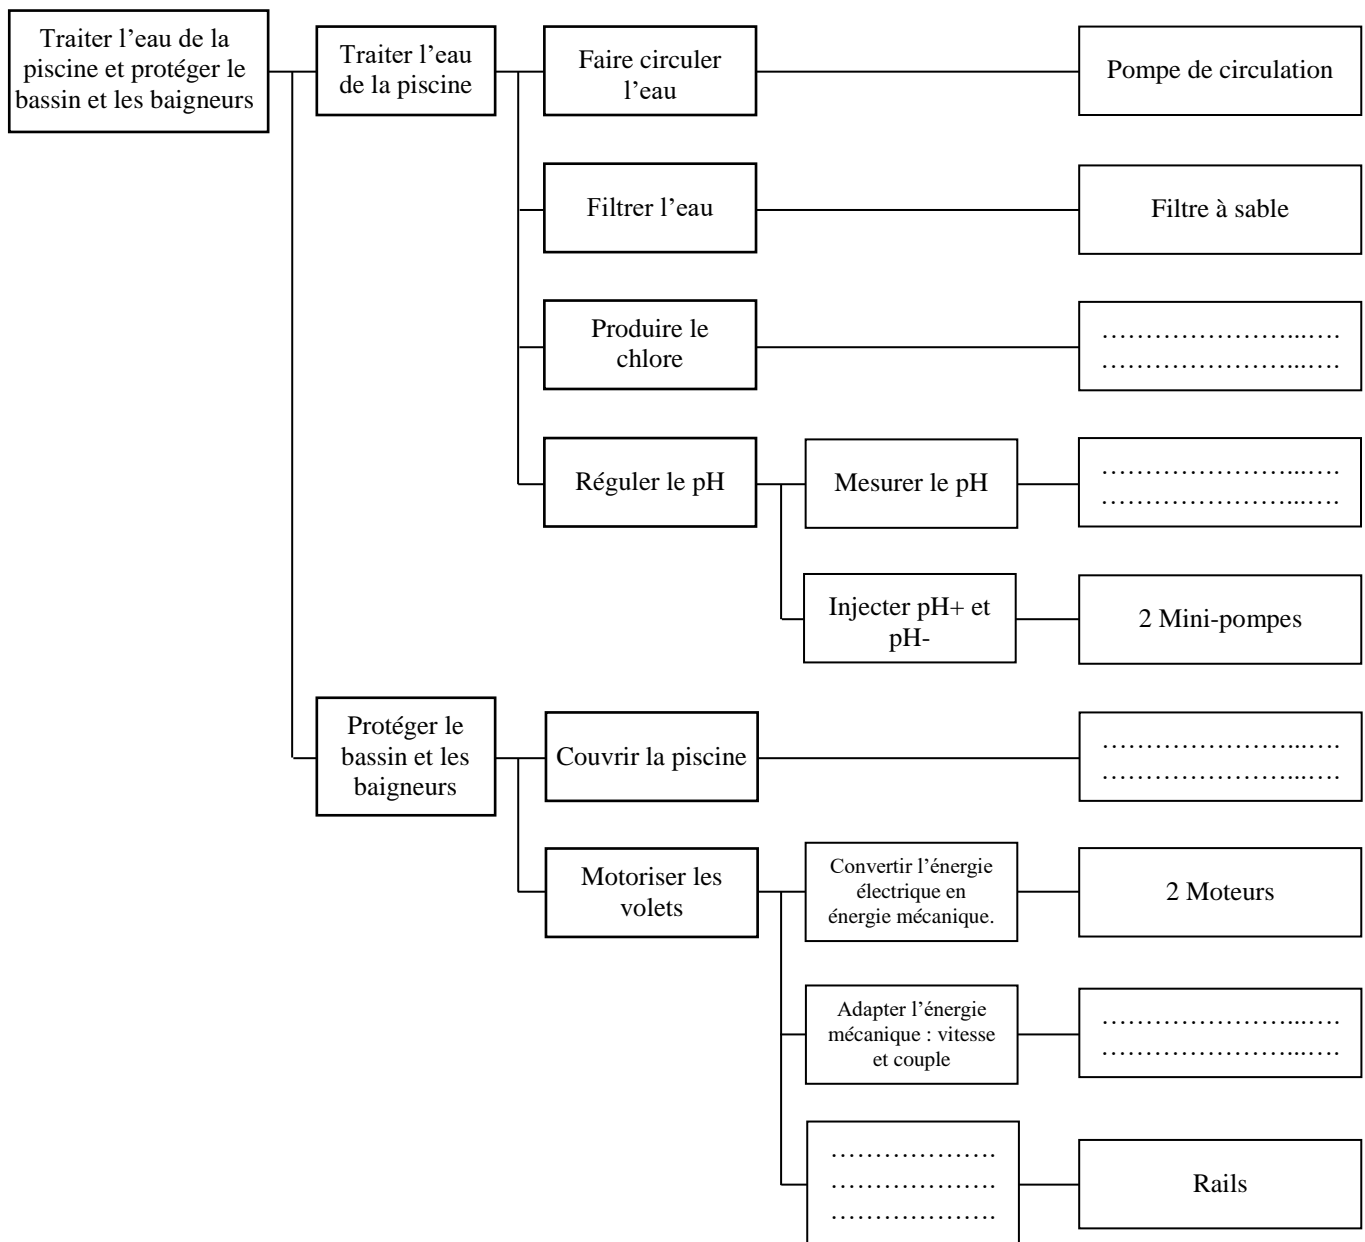 Traiter l’eau de la
piscine et protéger le
bassin et les baigneurs
Traiter l’eau
de la piscine
Faire circuler
l’eau
Pompe de circulation
Filtrer l’eau
Filtre à sable
Produire le
chlore
…………………...….
…………………...….
Réguler le pH
Mesurer le pH
…………………...….
…………………...….
Injecter pH+ et
pH-
2 Mini-pompes
Protéger le
bassin et les
baigneurs
Couvrir la piscine
…………………...….
…………………...….
Motoriser les
volets
Convertir l’énergie
électrique en
énergie mécanique.
2 Moteurs
Adapter l’énergie
mécanique : vitesse
et couple
…………………...….
…………………...….
……………….
……………….
……………….
Rails